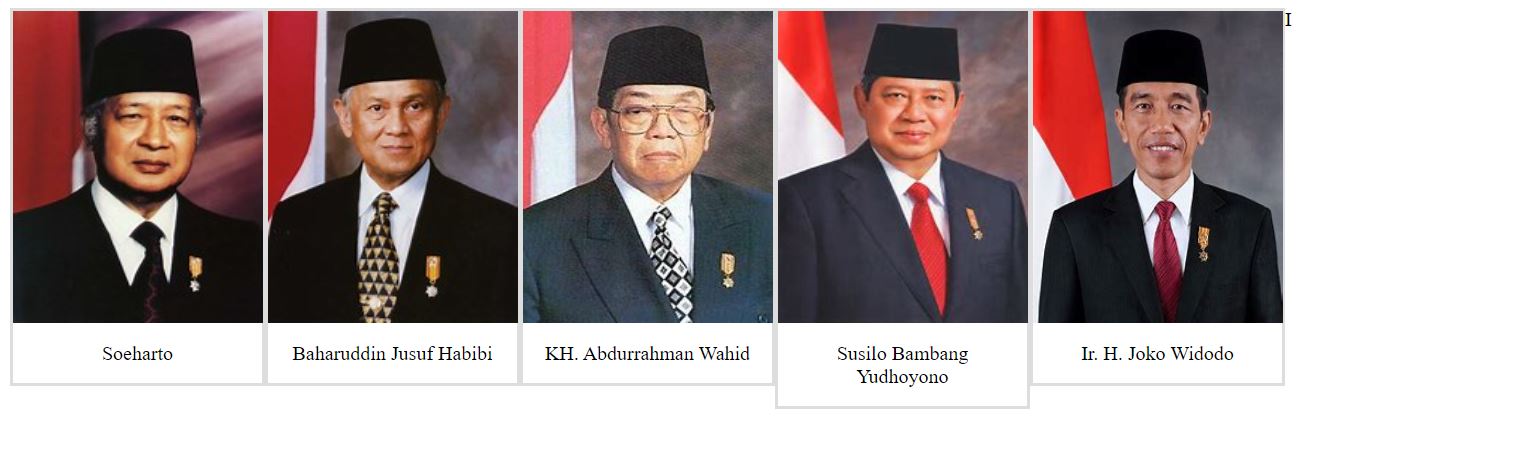 I
Soeharto
Baharuddin Jusuf Habibi
KH. Abdurrahman Wahid
Susilo Bambang
Yudhoyono
Ir. H. Joko Widodo